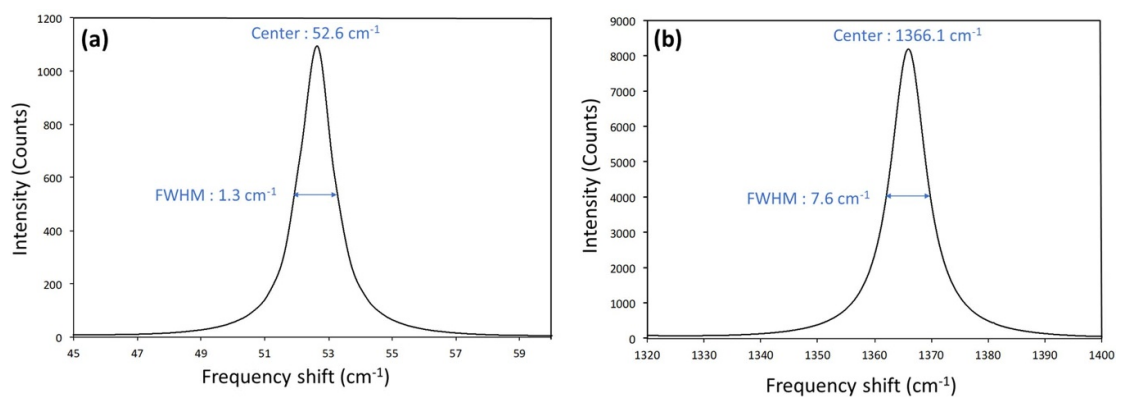 (a)
Center : 52.6 cm-1
FWHM : 1.3 cm-1
Intensity (Counts)
1200
1000
800
600
400
200
0
45 47 49 51 53 55 57 59
Frequency shift (cm-1)
(b)
Center : 1366.1 cm-1
FWHM : 7.6 cm-1
Intensity (Counts)
9000
8000
7000
6000
5000
4000
3000
2000
1000
0
1320 1330 1340 1350 1360 1370 1380 1390 1400
Frequency shift (cm-1)